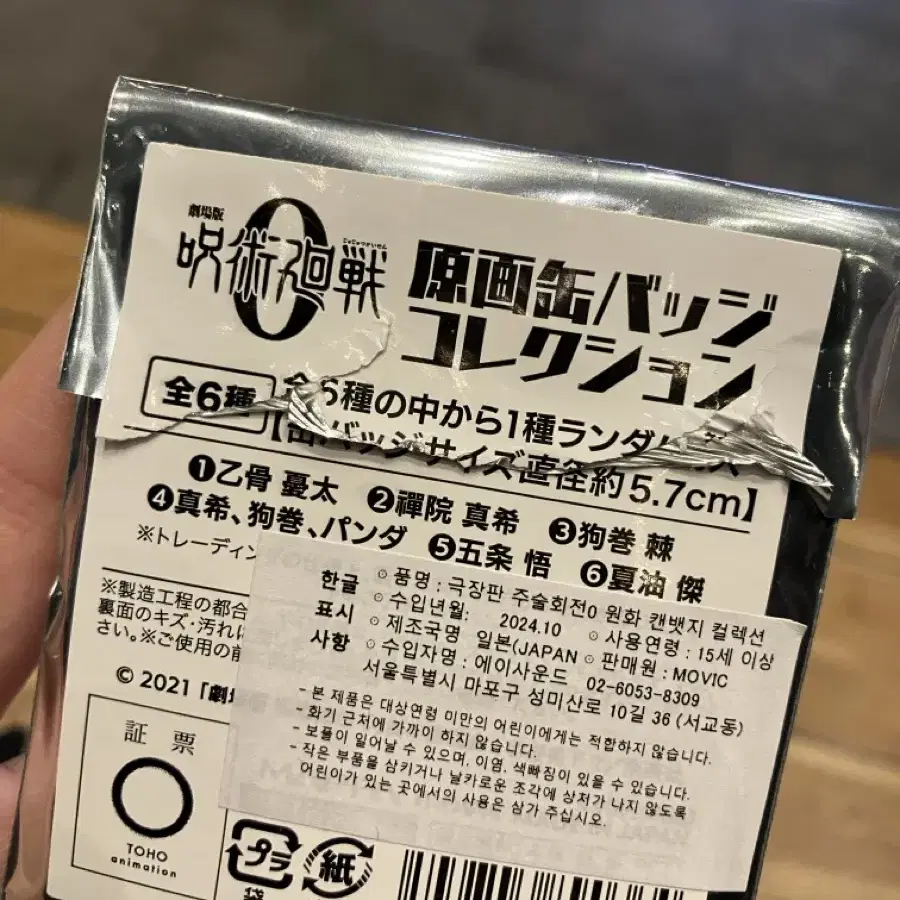 劇場版
呪術廻戦 0
じゅじゅつかいせん
原画缶バッジ
コレクション
全6種
全6種の中から1種ランダム
【缶バッジサイズ直径約5.7cm】
❶乙骨 憂太 ❷禪院 真希 ❸狗巻 棘
❹真希、狗巻、パンダ ❺五条 悟 ❻夏油 傑
※トレーディン
※製造工程の都合
裏面のキズ・汚れ
さい。※ご使用の前
© 2021「劇場
한글
표시
사항
◎ 품명 : 극장판 주술회전0 원화 캔뱃지 컬렉션
◎ 수입년월: 2024.10 ◎ 사용연령 : 15세 이상
◎ 제조국명 일본(JAPAN ◎ 판매원 : MOVIC
◎ 수입자명 : 에이사운드 02-6053-8309
서울특별시 마포구 성미산로 10길 36 (서교동)
- 본 제품은 대상연령 미만의 어린이에게는 적합하지 않습니다.
- 화기 근처에 가까이 하지 않습니다.
- 보풀이 일어날 수 있으며, 이염, 색빠짐이 있을 수 있습니다.
- 작은 부품을 삼키거나 날카로운 조각에 상처가 나지 않도록
어린이가 있는 곳에서의 사용은 삼가 주십시오.
証票
TOHO
animation
プラ
袋
紙